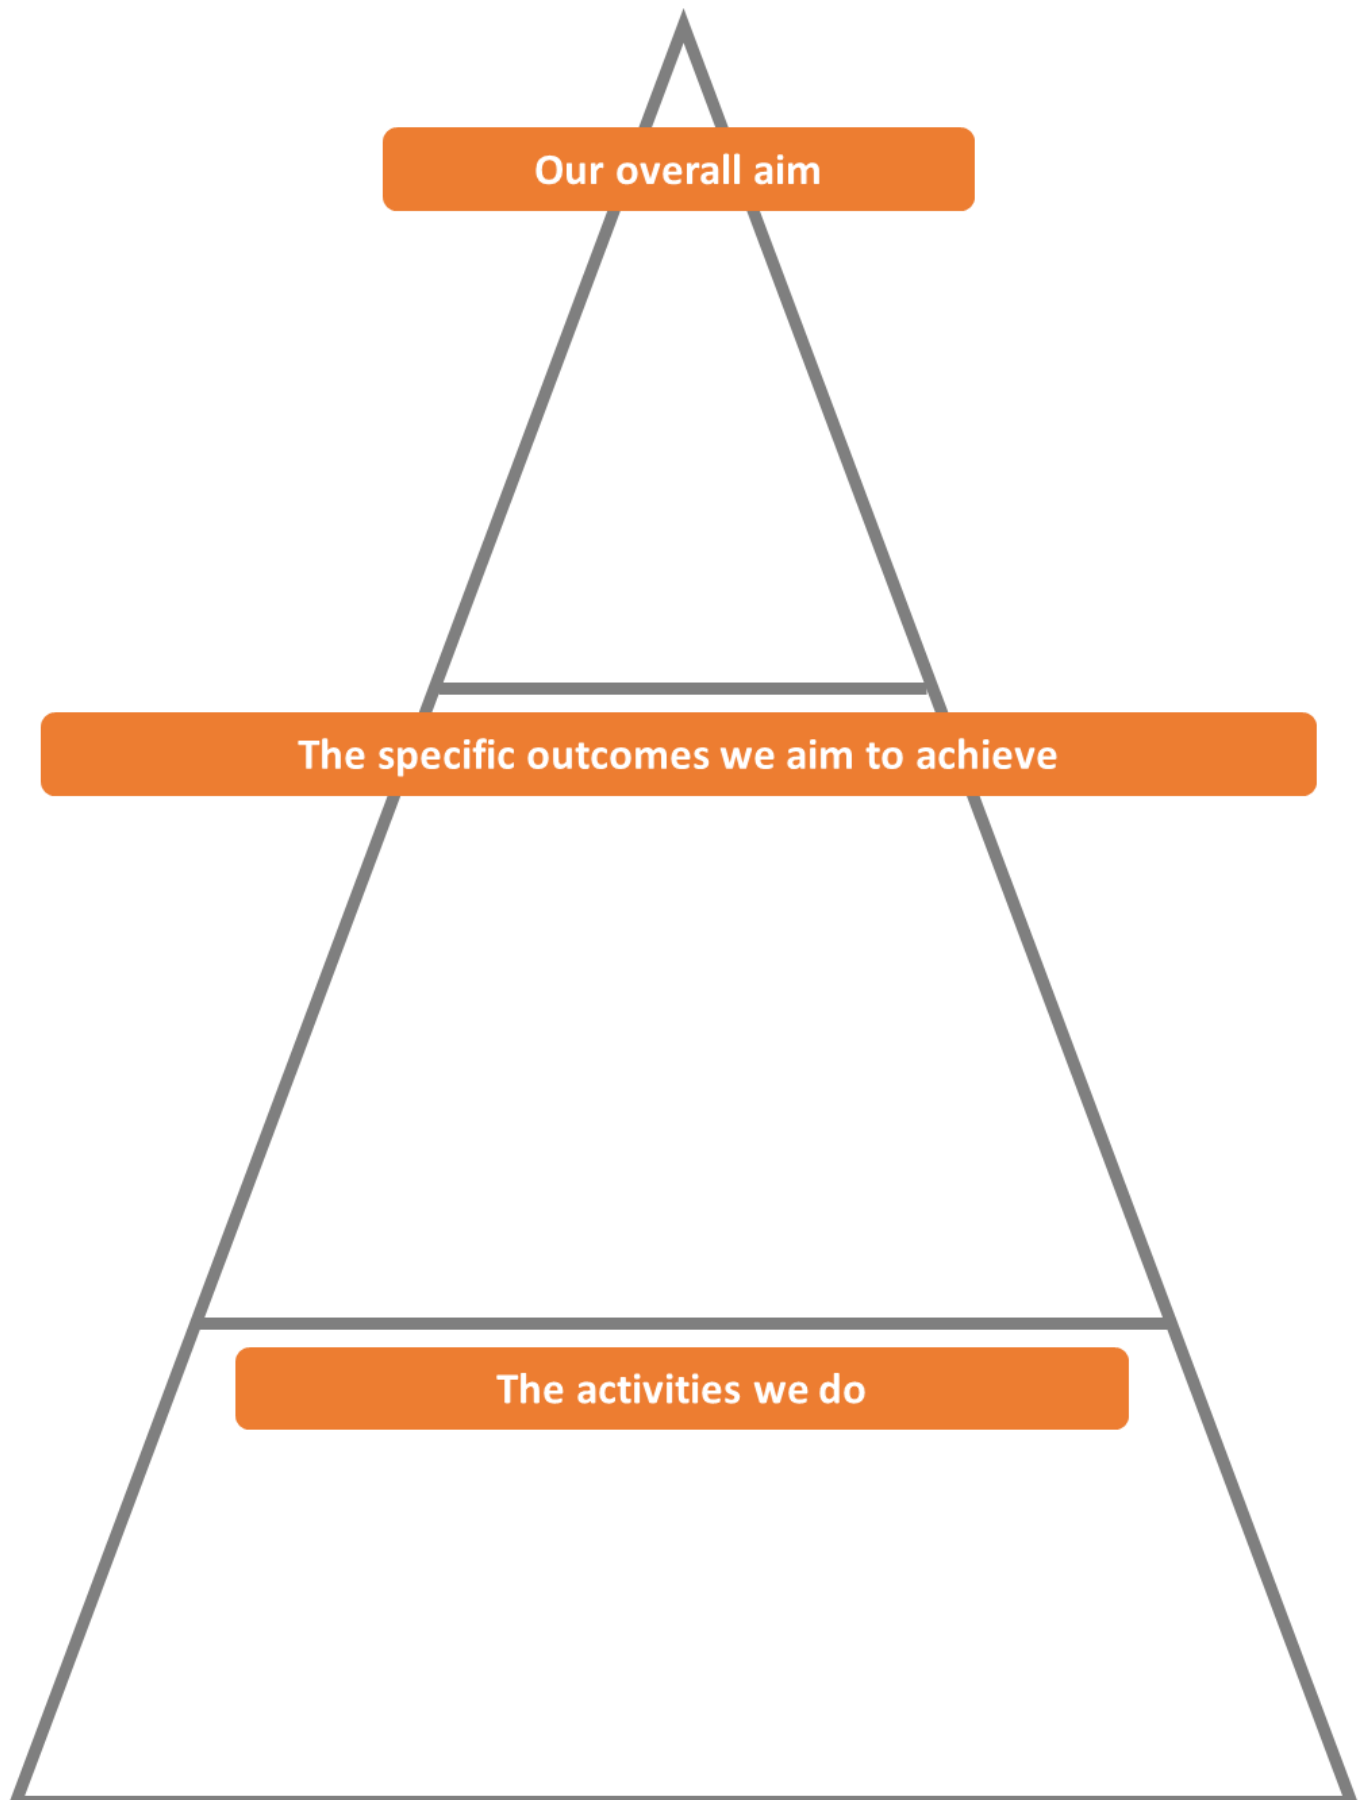 Our overall aim
The specific outcomes we aim to achieve
The activities we do